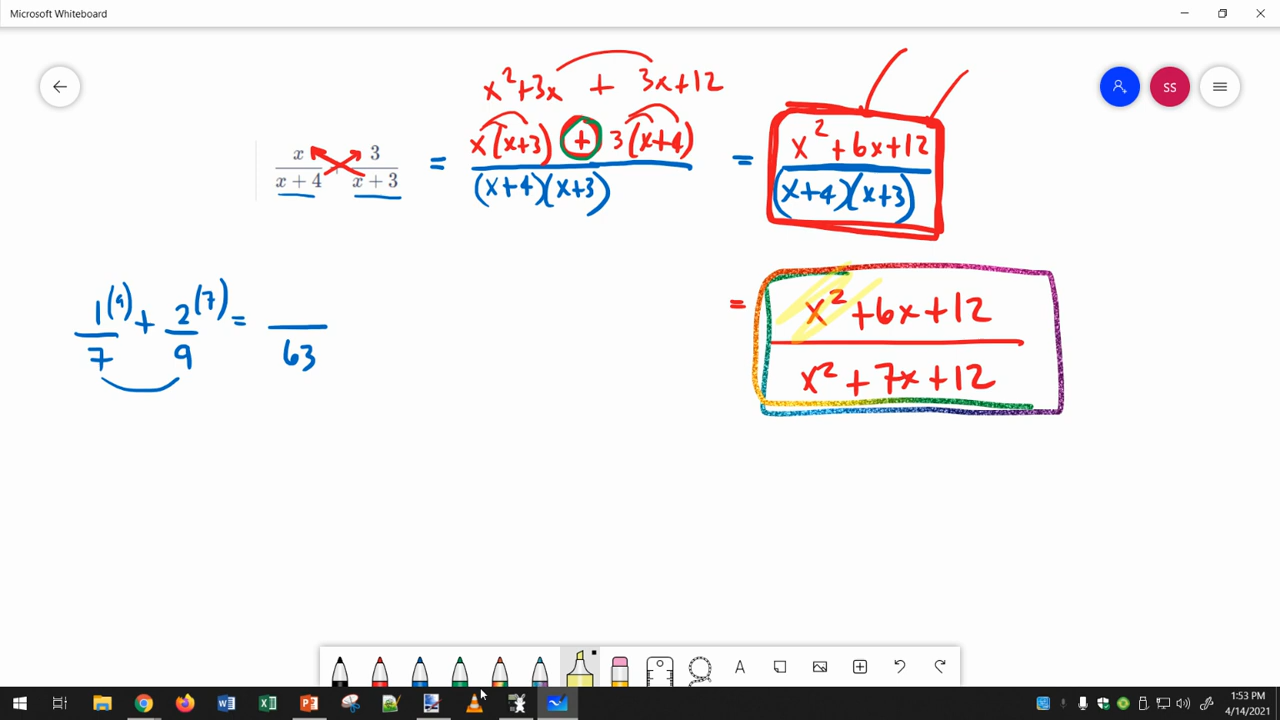 Microsoft Whiteboard
SS
x²+3x + 3x+12
x/(x + 4) + 3/(x + 3) = (x(x+3) + 3(x+4))/((x+4)(x+3)) = (x²+6x+12)/((x+4)(x+3))
1(9)/7 + 2(7)/9 = /63
= (x²+6x+12)/(x²+7x+12)
A
1:53 PM
4/14/2021